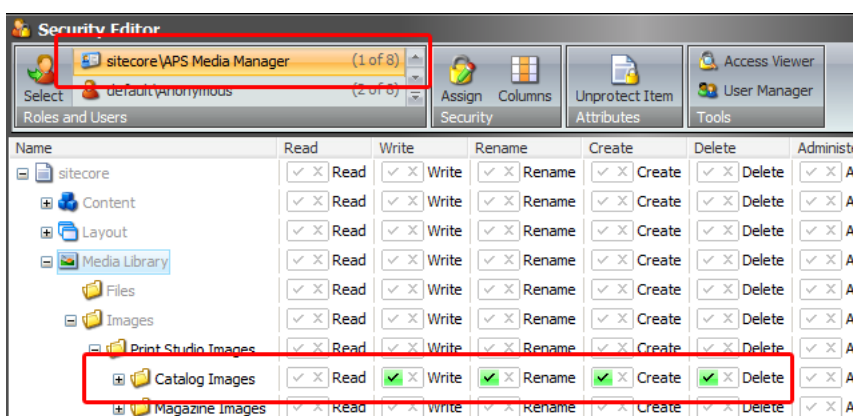 Security Editor
sitecore\APS Media Manager (1 of 8)
Select default\Anonymous (2 of 8) Assign Columns Unprotect Item Access Viewer
User Manager
Roles and Users Security Attributes Tools
Name Read Write Rename Create Delete Administe
sitecore Read Write Rename Create Delete A
Content Read Write Rename Create Delete A
Layout Read Write Rename Create Delete A
Media Library Read Write Rename Create Delete A
Files Read Write Rename Create Delete A
Images Read Write Rename Create Delete A
Print Studio Images Read Write Rename Create Delete A
Catalog Images Read Write Rename Create Delete A
Magazine Images Read Write Rename Create Delete A